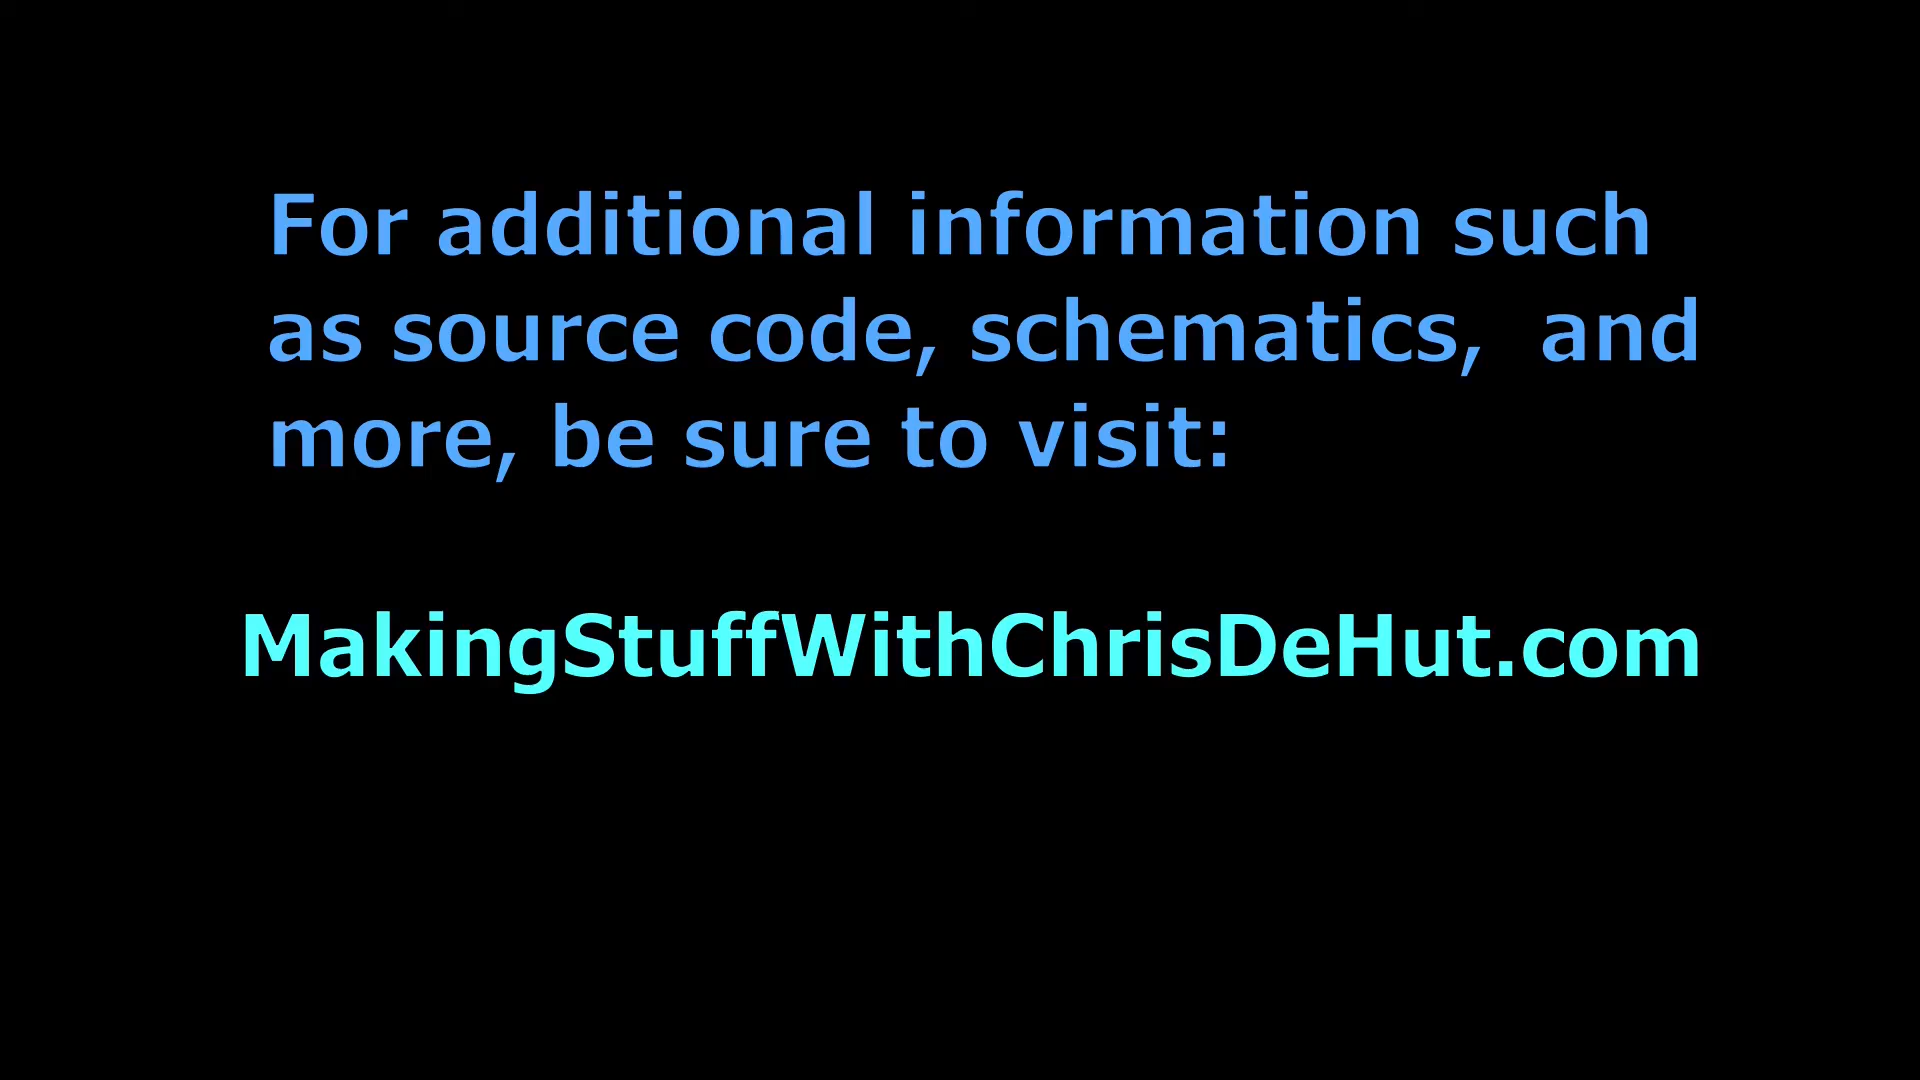 For additional information such
as source code, schematics,  and
more, be sure to visit:
MakingStuffWithChrisDeHut.com